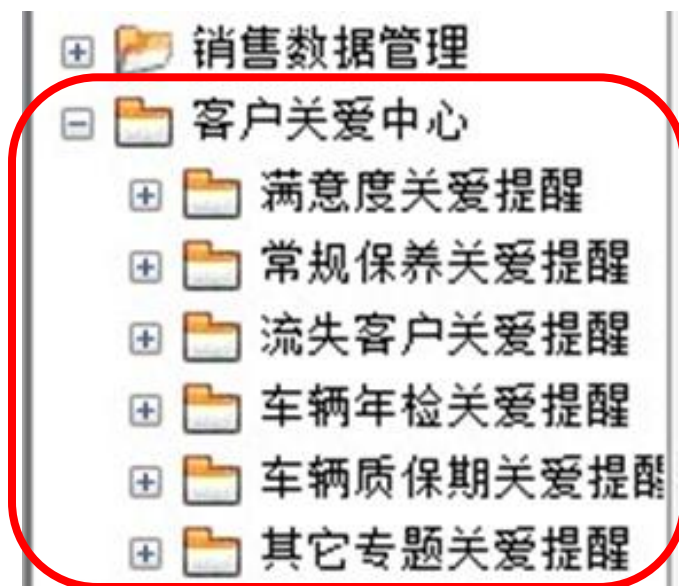 销售数据管理
客户关爱中心
满意度关爱提醒
常规保养关爱提醒
流失客户关爱提醒
车辆年检关爱提醒
车辆质保期关爱提醒
其它专题关爱提醒